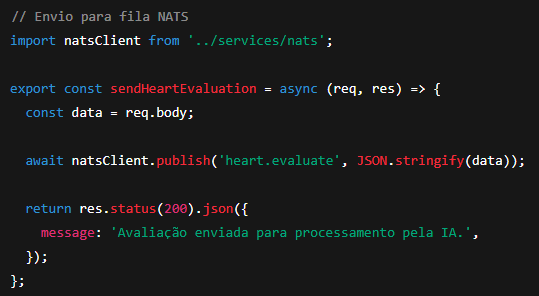 // Envio para fila NATS
import natsClient from '../services/nats';
export const sendHeartEvaluation = async (req, res) => {
const data = req.body;
await natsClient.publish('heart.evaluate', JSON.stringify(data));
return res.status(200).json({
message: 'Avaliação enviada para processamento pela IA.',
});
};